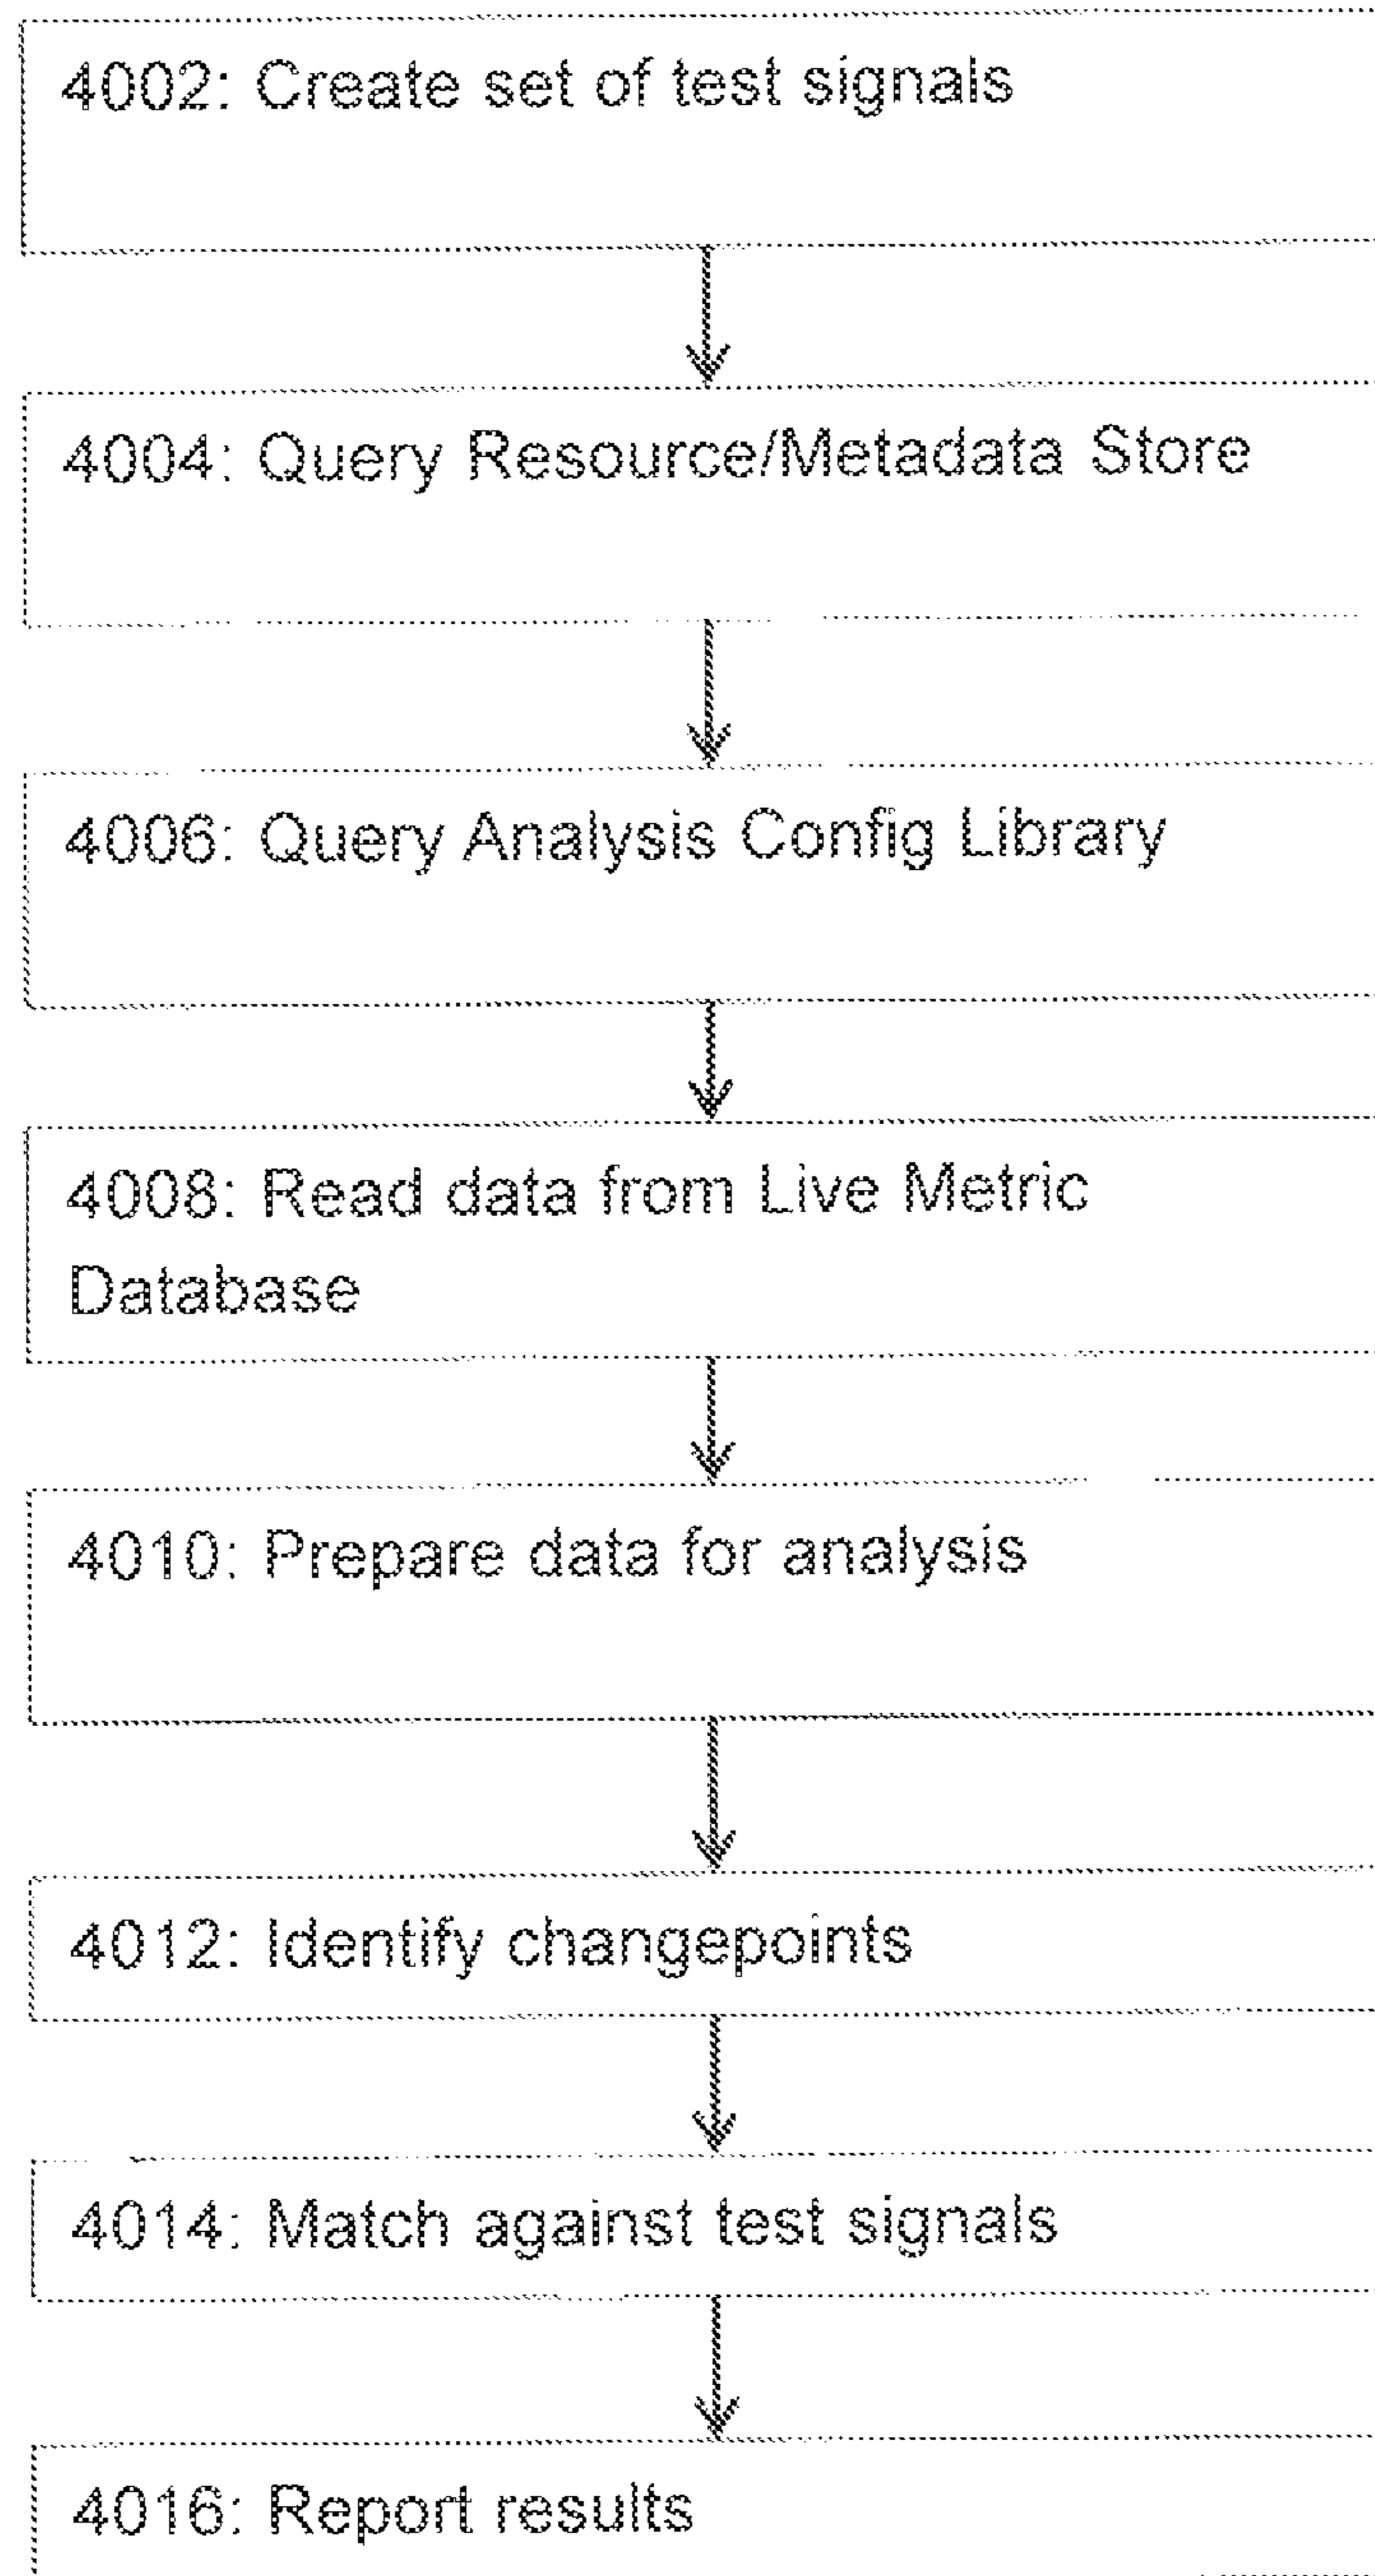 4002: Create set of test signals
4004: Query Resource/Metadata Store
4006: Query Analysis Config Library
4008: Read data from Live Metric
Database
4010: Prepare data for analysis
4012: Identify changepoints
4014: Match against test signals
4016: Report results